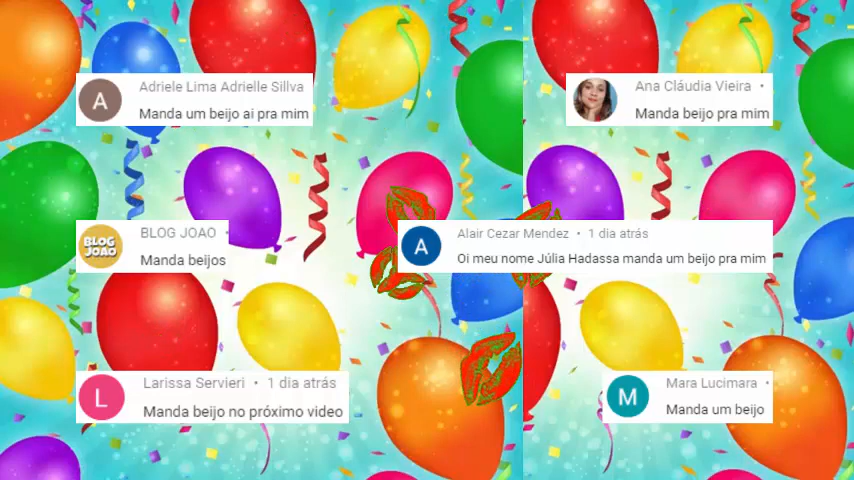 Adriele Lima Adrielle Sillva
A
Manda um beijo ai pra mim
Ana Cláudia Vieira •
Manda beijo pra mim
BLOG JOAO •
BLOG
JOAO
Manda beijos
Alair Cezar Mendez • 1 dia atrás
A
Oi meu nome Júlia Hadassa manda um beijo pra mim
Larissa Servieri • 1 dia atrás
L
Manda beijo no próximo video
Mara Lucimara •
M
Manda um beijo